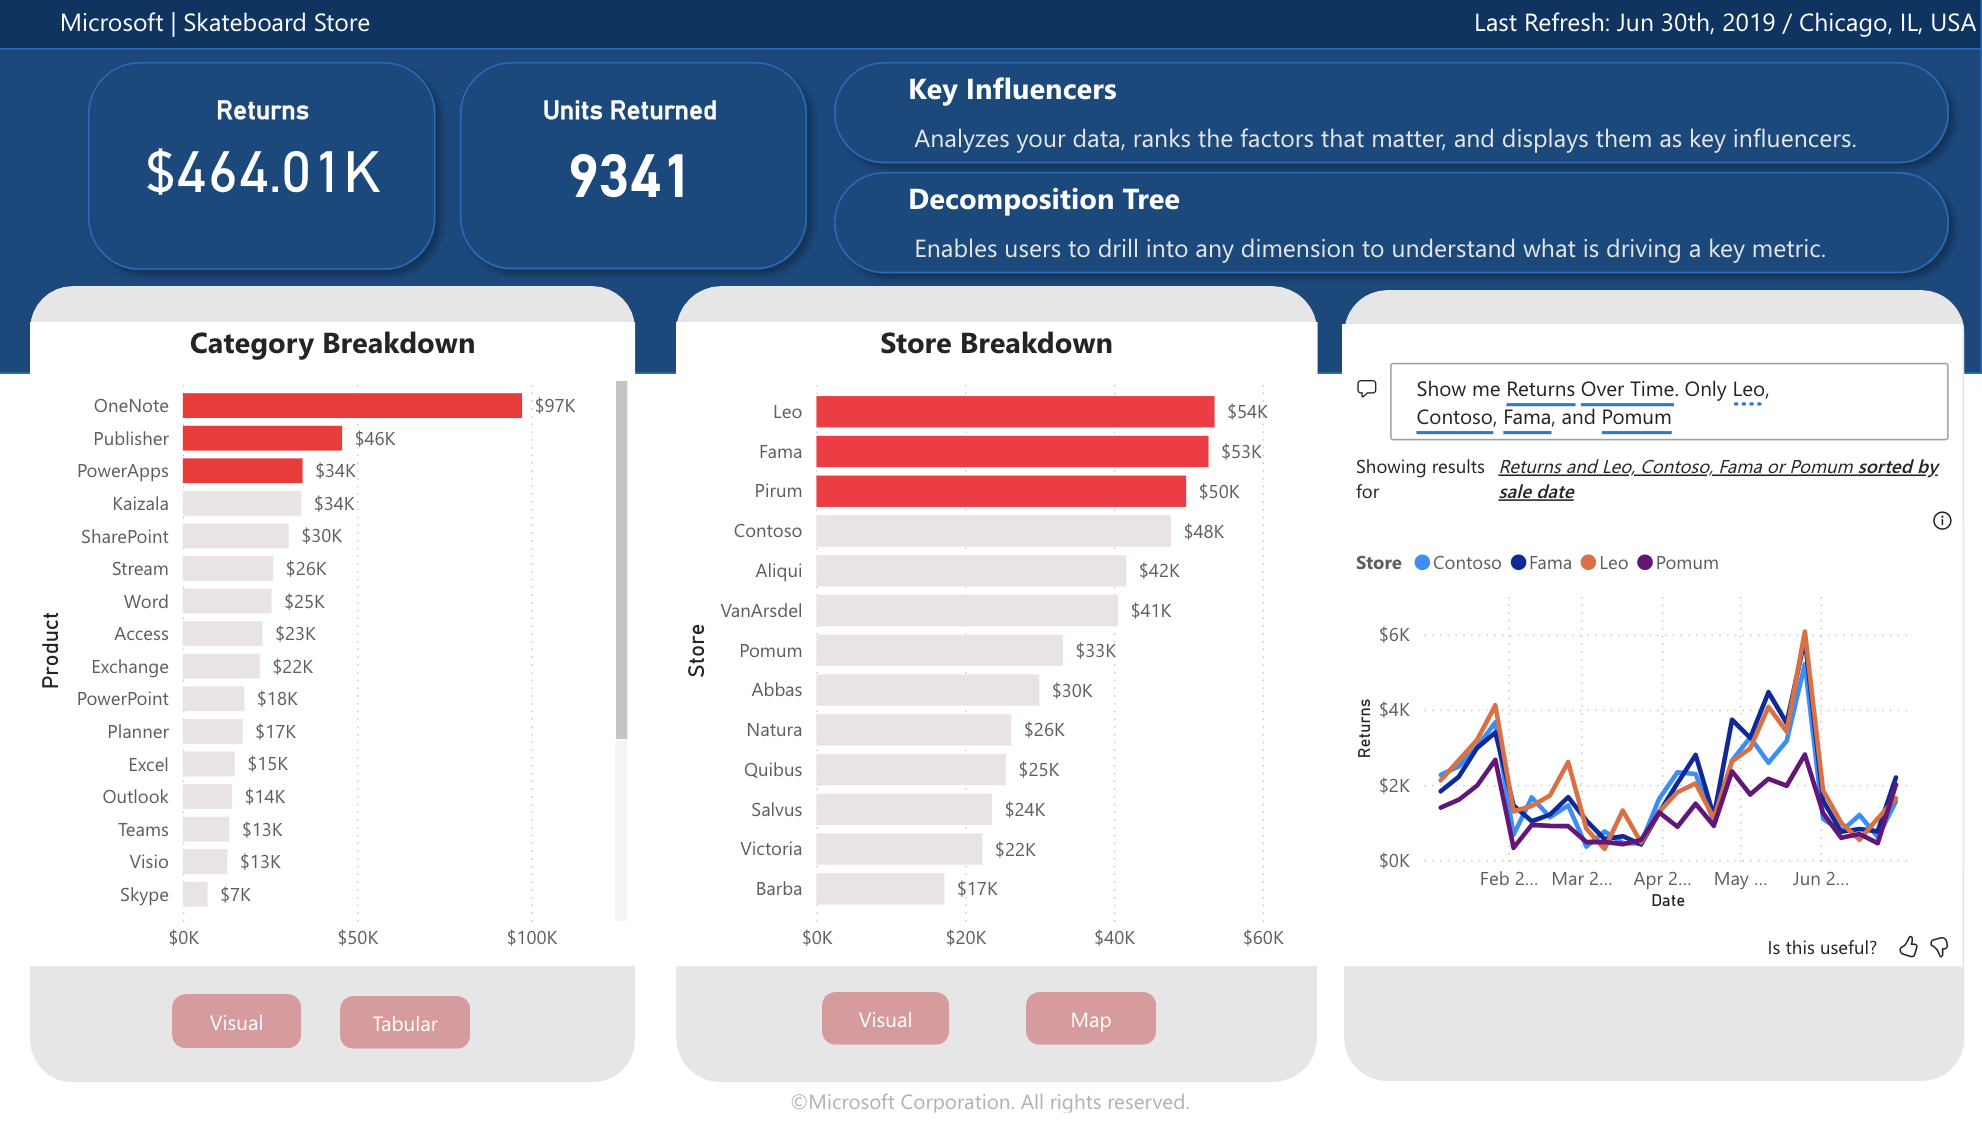 Microsoft | Skateboard Store
Last Refresh: Jun 30th, 2019 / Chicago, IL, USA
Returns
$464.01K
Units Returned
9341
Key Influencers
Analyzes your data, ranks the factors that matter, and displays them as key influencers.
Decomposition Tree
Enables users to drill into any dimension to understand what is driving a key metric.
Category Breakdown
Product
OneNote $97K
Publisher $46K
PowerApps $34K
Kaizala $34K
SharePoint $30K
Stream $26K
Word $25K
Access $23K
Exchange $22K
PowerPoint $18K
Planner $17K
Excel $15K
Outlook $14K
Teams $13K
Visio $13K
Skype $7K
$0K $50K $100K
Visual
Tabular
Store Breakdown
Store
Leo $54K
Fama $53K
Pirum $50K
Contoso $48K
Aliqui $42K
VanArsdel $41K
Pomum $33K
Abbas $30K
Natura $26K
Quibus $25K
Salvus $24K
Victoria $22K
Barba $17K
$0K $20K $40K $60K
Visual
Map
Show me Returns Over Time. Only Leo,
Contoso, Fama, and Pomum
Showing results
for
Returns and Leo, Contoso, Fama or Pomum sorted by
sale date
Store Contoso Fama Leo Pomum
Returns
$6K
$4K
$2K
$0K
Feb 2... Mar 2... Apr 2... May ... Jun 2...
Date
Is this useful?
©Microsoft Corporation. All rights reserved.